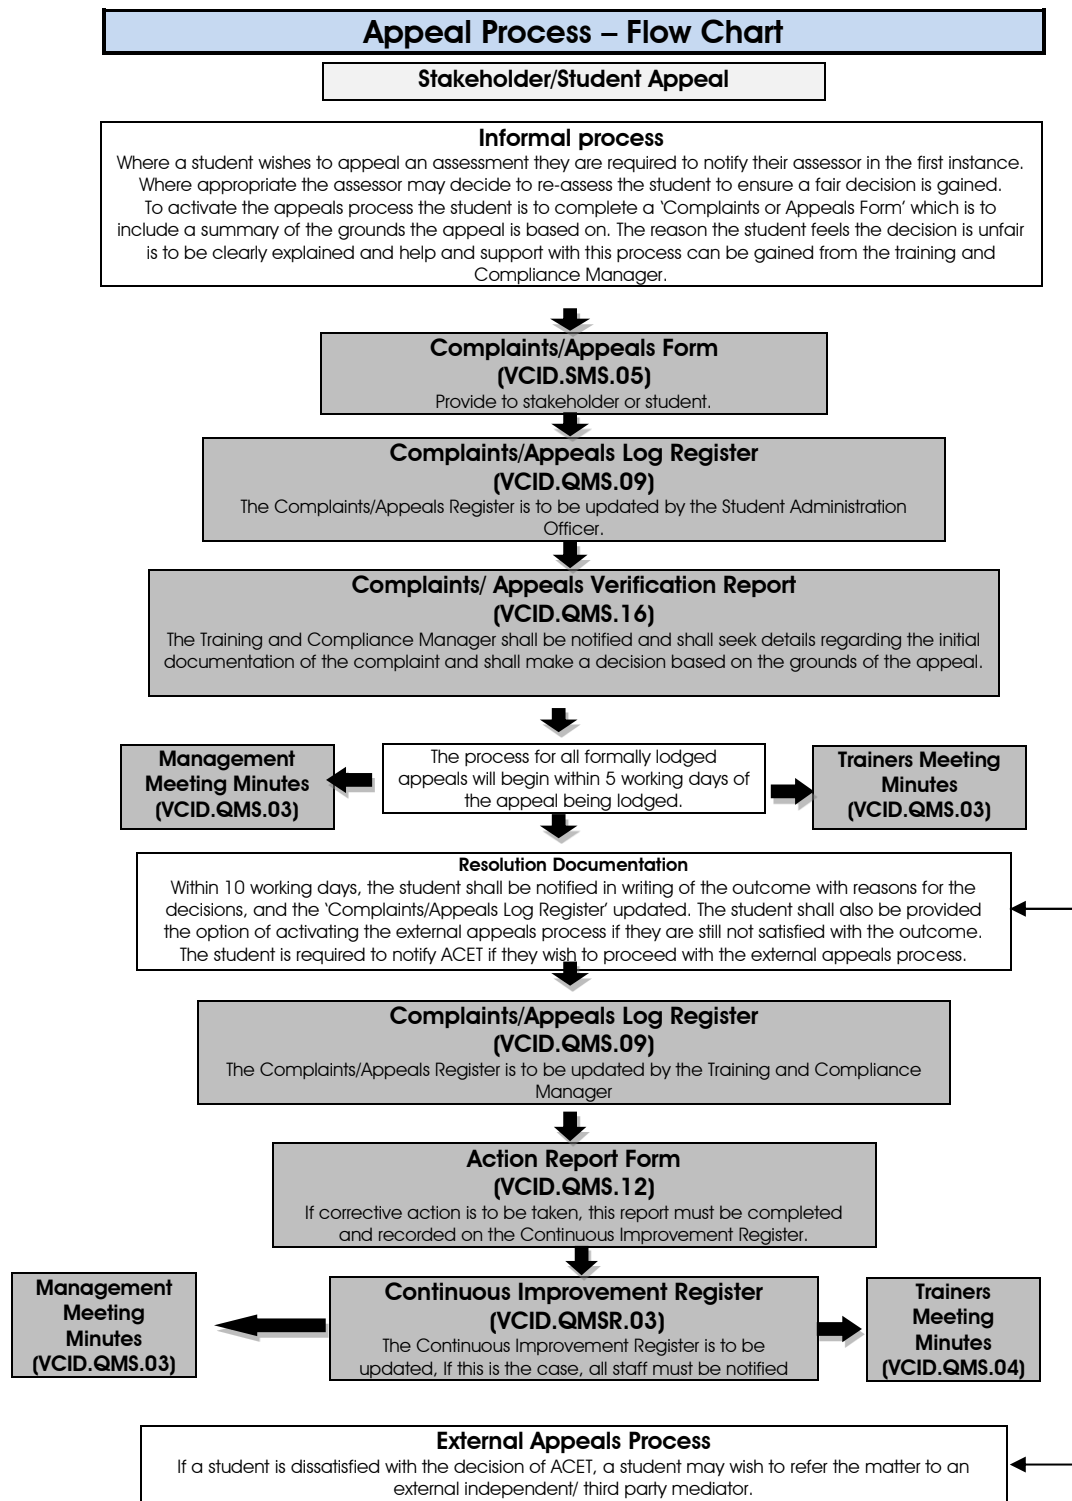 Appeal Process – Flow Chart
Stakeholder/Student Appeal
Informal process
Where a student wishes to appeal an assessment they are required to notify their assessor in the first instance.
Where appropriate the assessor may decide to re-assess the student to ensure a fair decision is gained.
To activate the appeals process the student is to complete a ‘Complaints or Appeals Form’ which is to
include a summary of the grounds the appeal is based on. The reason the student feels the decision is unfair
is to be clearly explained and help and support with this process can be gained from the training and
Compliance Manager.
Complaints/Appeals Form
(VCID.SMS.05)
Provide to stakeholder or student.
Complaints/Appeals Log Register
(VCID.QMS.09)
The Complaints/Appeals Register is to be updated by the Student Administration
Officer.
Complaints/ Appeals Verification Report
(VCID.QMS.16)
The Training and Compliance Manager shall be notified and shall seek details regarding the initial
documentation of the complaint and shall make a decision based on the grounds of the appeal.
Management
Meeting Minutes
(VCID.QMS.03)
The process for all formally lodged
appeals will begin within 5 working days of
the appeal being lodged.
Trainers Meeting
Minutes
(VCID.QMS.03)
Resolution Documentation
Within 10 working days, the student shall be notified in writing of the outcome with reasons for the
decisions, and the ‘Complaints/Appeals Log Register’ updated. The student shall also be provided
the option of activating the external appeals process if they are still not satisfied with the outcome.
The student is required to notify ACET if they wish to proceed with the external appeals process.
Complaints/Appeals Log Register
(VCID.QMS.09)
The Complaints/Appeals Register is to be updated by the Training and Compliance
Manager
Action Report Form
(VCID.QMS.12)
If corrective action is to be taken, this report must be completed
and recorded on the Continuous Improvement Register.
Management
Meeting
Minutes
(VCID.QMS.03)
Continuous Improvement Register
(VCID.QMSR.03)
The Continuous Improvement Register is to be
updated, If this is the case, all staff must be notified
Trainers
Meeting
Minutes
(VCID.QMS.04)
External Appeals Process
If a student is dissatisfied with the decision of ACET, a student may wish to refer the matter to an
external independent/ third party mediator.